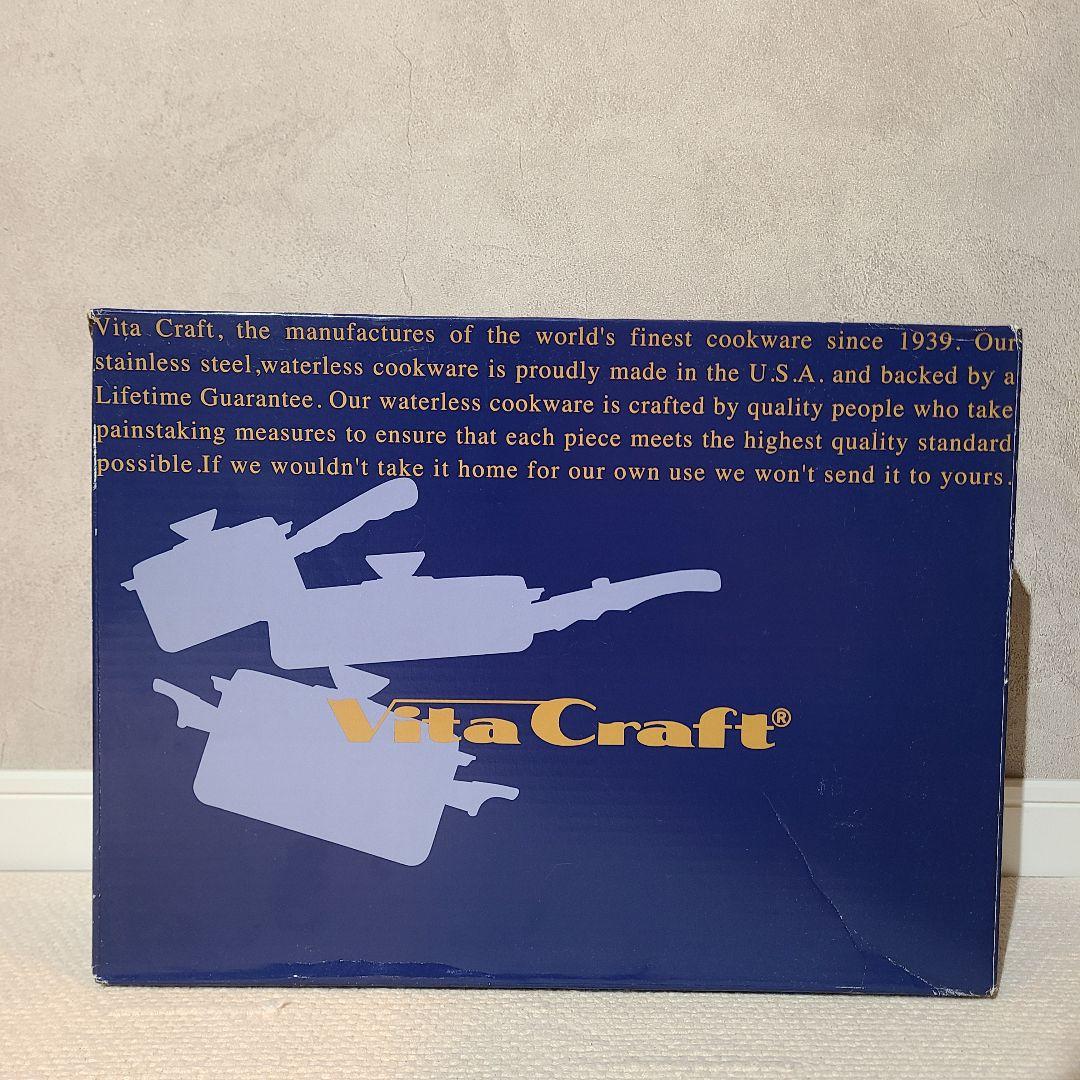 Vita Craft, the manufactures of the world's finest cookware since 1939. Our
stainless steel,waterless cookware is proudly made in the U.S.A. and backed by a
Lifetime Guarantee. Our waterless cookware is crafted by quality people who take
painstaking measures to ensure that each piece meets the highest quality standard
possible.If we wouldn't take it home for our own use we won't send it to yours.
Vita Craft®